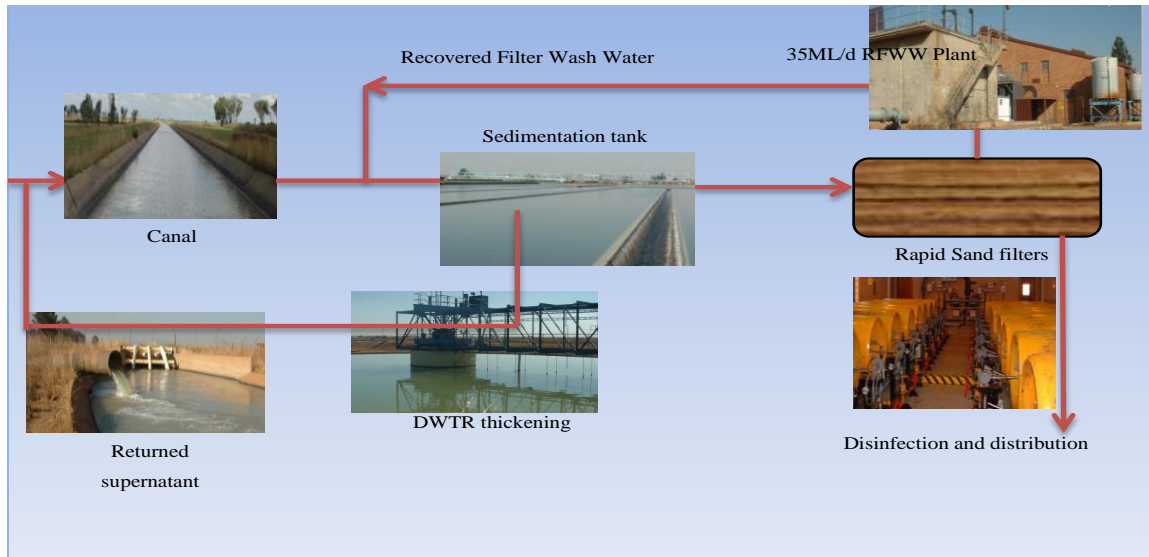 Recovered Filter Wash Water
35ML/d RFWW Plant
Sedimentation tank
Canal
Rapid Sand filters
DWTR thickening
Returned
supernatant
Disinfection and distribution